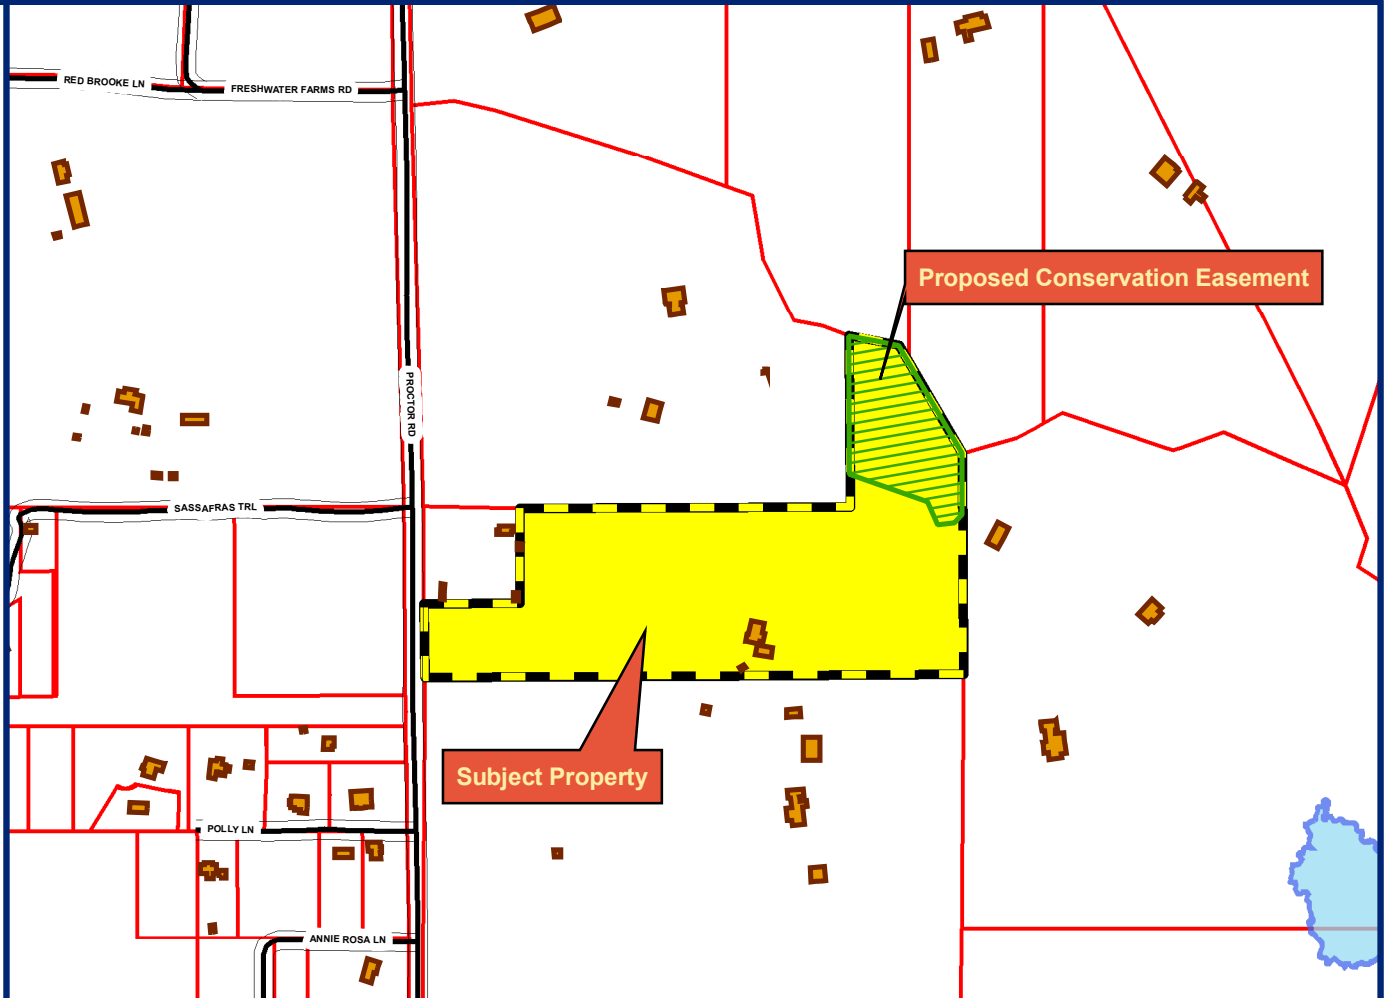 RED BROOKE LN
FRESHWATER FARMS RD
Proposed Conservation Easement
PROCTOR RD
SASSAFRAS TRL
Subject Property
POLLY LN
ANNIE ROSA LN